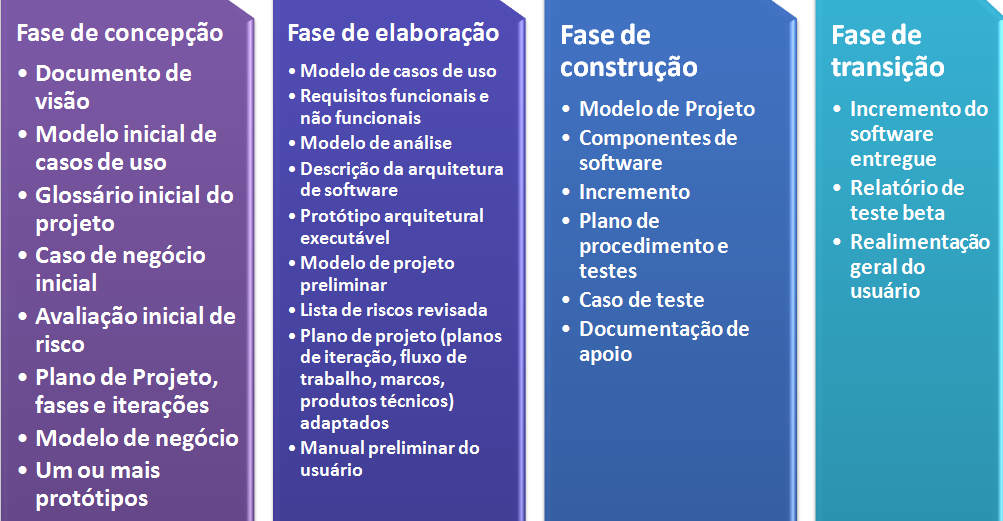 Fase de concepção
• Documento de
visão
• Modelo inicial de
casos de uso
• Glossário inicial do
projeto
• Caso de negócio
inicial
• Avaliação inicial de
risco
• Plano de Projeto,
fases e iterações
• Modelo de negócio
• Um ou mais
protótipos
Fase de elaboração
• Modelo de casos de uso
• Requisitos funcionais e
não funcionais
• Modelo de análise
• Descrição da arquitetura
de software
• Protótipo arquitetural
executável
• Modelo de projeto
preliminar
• Lista de riscos revisada
• Plano de projeto (planos
de iteração, fluxo de
trabalho, marcos,
produtos técnicos)
adaptados
• Manual preliminar do
usuário
Fase de
construção
• Modelo de Projeto
• Componentes de
software
• Incremento
• Plano de
procedimento e
testes
• Caso de teste
• Documentação de
apoio
Fase de
transição
• Incremento do
software
entregue
• Relatório de
teste beta
• Realimentação
geral do
usuário